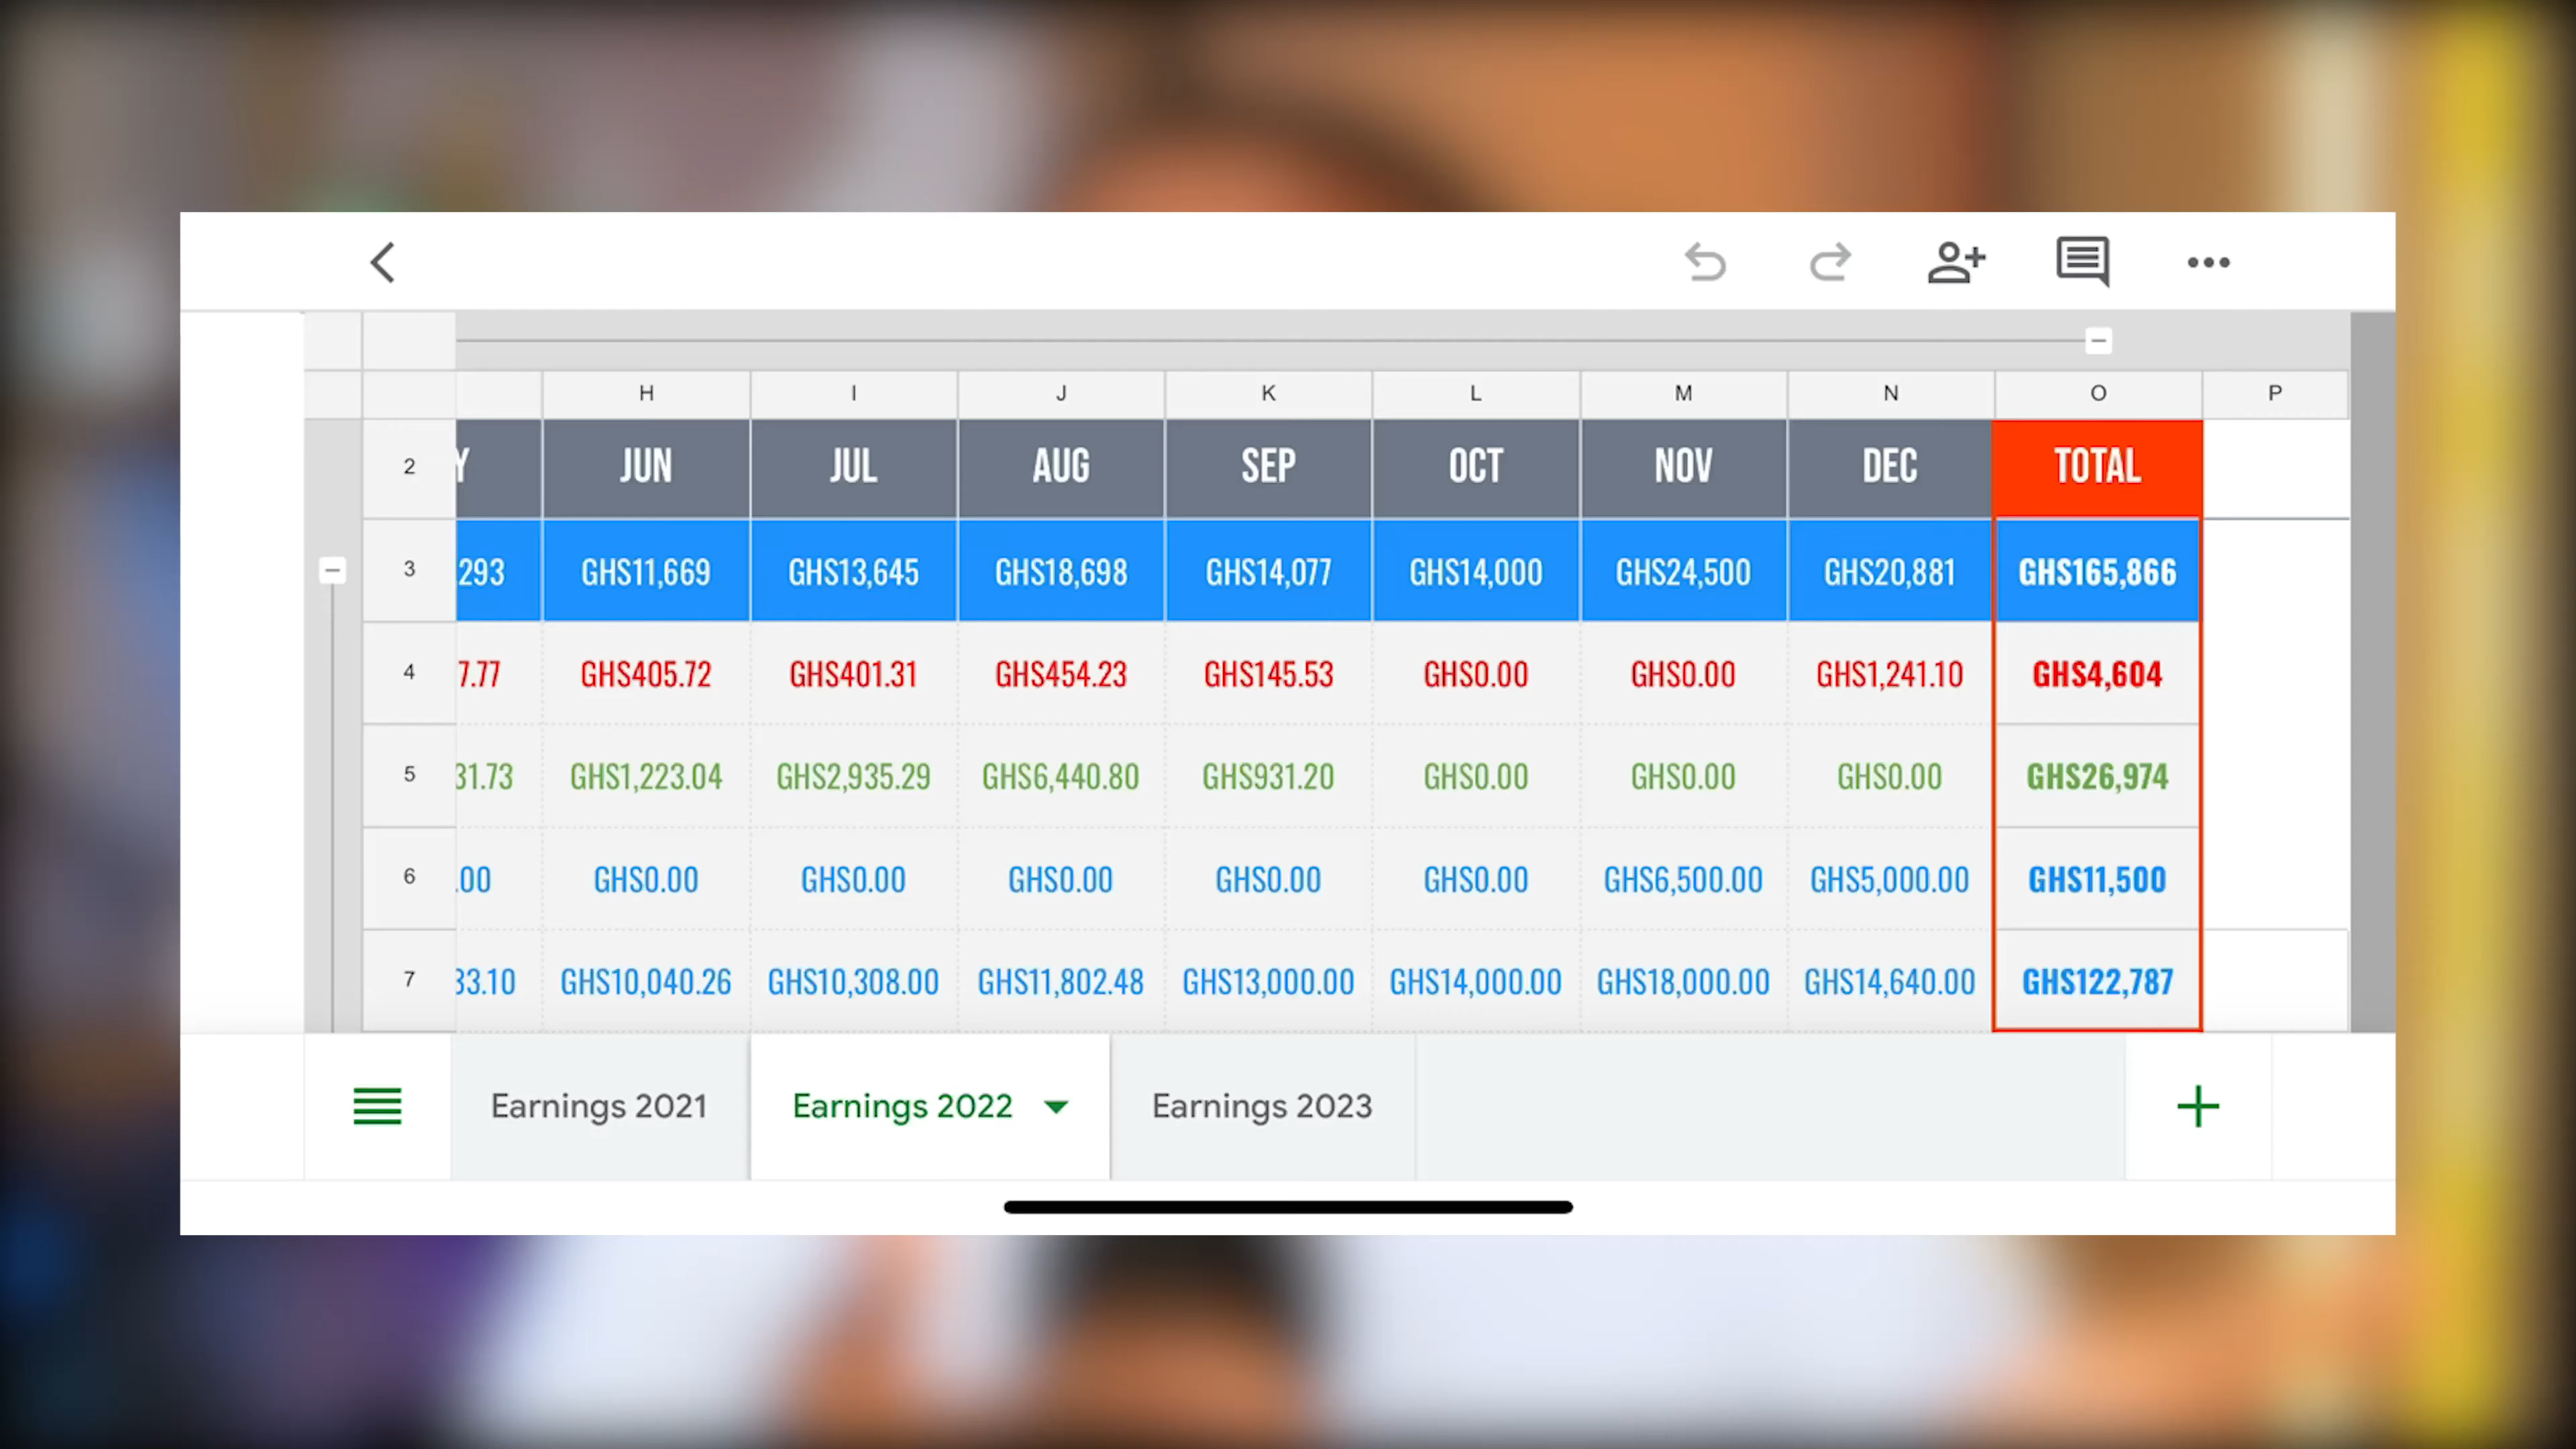 H I J K L M N O P
2 Y JUN JUL AUG SEP OCT NOV DEC TOTAL
3 293 GHS11,669 GHS13,645 GHS18,698 GHS14,077 GHS14,000 GHS24,500 GHS20,881 GHS165,866
4 7.77 GHS405.72 GHS401.31 GHS454.23 GHS145.53 GHS0.00 GHS0.00 GHS1,241.10 GHS4,604
5 31.73 GHS1,223.04 GHS2,935.29 GHS6,440.80 GHS931.20 GHS0.00 GHS0.00 GHS0.00 GHS26,974
6 .00 GHS0.00 GHS0.00 GHS0.00 GHS0.00 GHS0.00 GHS6,500.00 GHS5,000.00 GHS11,500
7 33.10 GHS10,040.26 GHS10,308.00 GHS11,802.48 GHS13,000.00 GHS14,000.00 GHS18,000.00 GHS14,640.00 GHS122,787
Earnings 2021 Earnings 2022 Earnings 2023